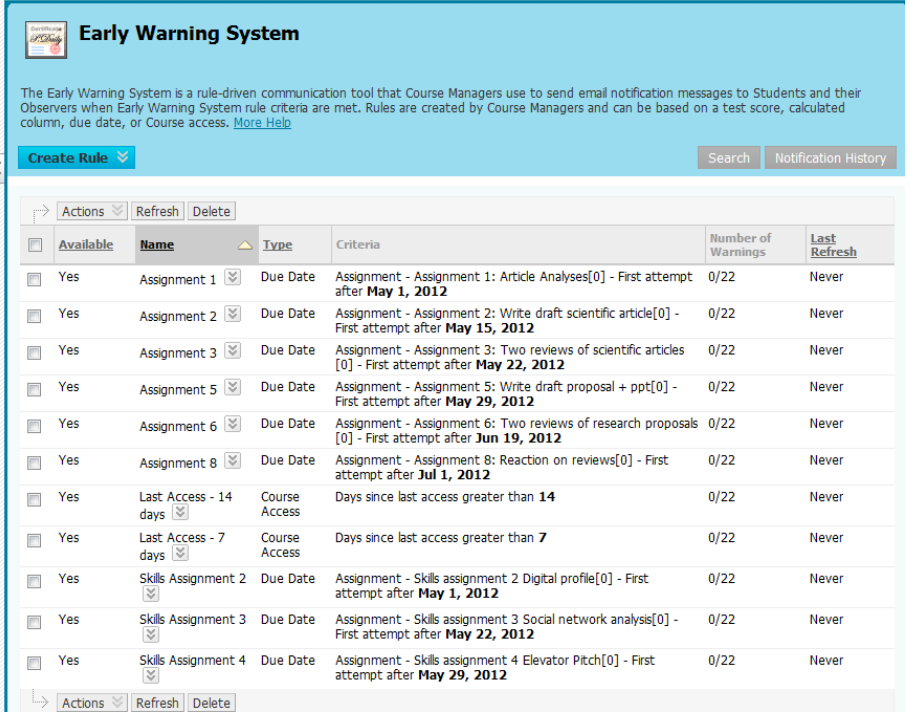 Certificate
Early Warning System
The Early Warning System is a rule-driven communication tool that Course Managers use to send email notification messages to Students and their
Observers when Early Warning System rule criteria are met. Rules are created by Course Managers and can be based on a test score, calculated
column, due date, or Course access. More Help
Create Rule
Search Notification History
Actions Refresh Delete
Available Name Type Criteria Number of Warnings Last Refresh
Yes Assignment 1 Due Date Assignment - Assignment 1: Article Analyses[0] - First attempt 0/22 Never
after May 1, 2012
Yes Assignment 2 Due Date Assignment - Assignment 2: Write draft scientific article[0] - 0/22 Never
First attempt after May 15, 2012
Yes Assignment 3 Due Date Assignment - Assignment 3: Two reviews of scientific articles 0/22 Never
[0] - First attempt after May 22, 2012
Yes Assignment 5 Due Date Assignment - Assignment 5: Write draft proposal + ppt[0] - 0/22 Never
First attempt after May 29, 2012
Yes Assignment 6 Due Date Assignment - Assignment 6: Two reviews of research proposals 0/22 Never
[0] - First attempt after Jun 19, 2012
Yes Assignment 8 Due Date Assignment - Assignment 8: Reaction on reviews[0] - First 0/22 Never
attempt after Jul 1, 2012
Yes Last Access - 14 Course Days since last access greater than 14 0/22 Never
days Access
Yes Last Access - 7 Course Days since last access greater than 7 0/22 Never
days Access
Yes Skills Assignment 2 Due Date Assignment - Skills assignment 2 Digital profile[0] - First 0/22 Never
attempt after May 1, 2012
Yes Skills Assignment 3 Due Date Assignment - Skills assignment 3 Social network analysis[0] - 0/22 Never
First attempt after May 22, 2012
Yes Skills Assignment 4 Due Date Assignment - Skills assignment 4 Elevator Pitch[0] - First 0/22 Never
attempt after May 29, 2012
Actions Refresh Delete